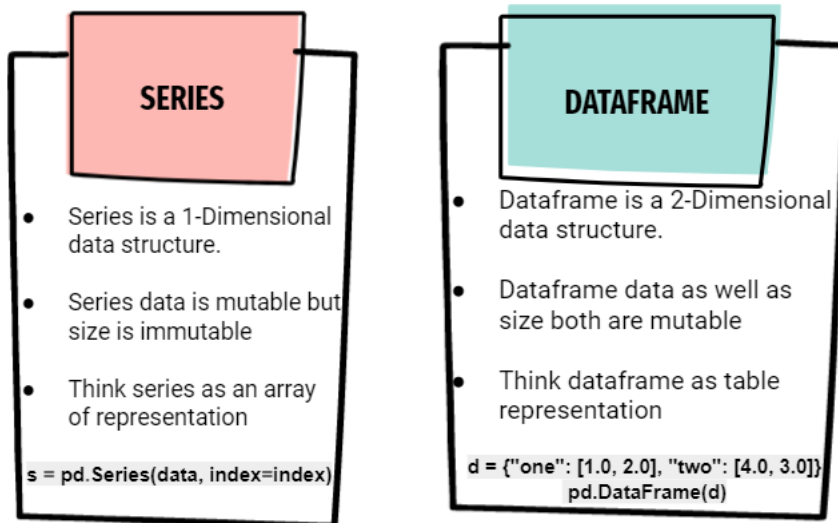 SERIES
● Series is a 1-Dimensional
data structure.
● Series data is mutable but
size is immutable
● Think series as an array
of representation
s = pd.Series(data, index=index)
DATAFRAME
● Dataframe is a 2-Dimensional
data structure.
● Dataframe data as well as
size both are mutable
● Think dataframe as table
representation
d = {"one": [1.0, 2.0], "two": [4.0, 3.0]}
pd.DataFrame(d)